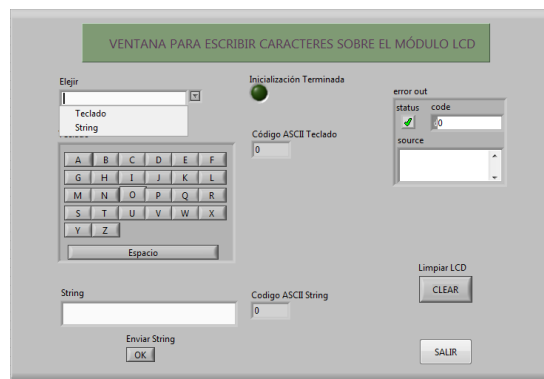 VENTANA PARA ESCRIBIR CARACTERES SOBRE EL MÓDULO LCD
Elejir
Inicialización Terminada
Teclado
String
error out
status code
0
source
Código ASCII Teclado
0
A B C D E F
G H I J K L
M N O P Q R
S T U V W X
Y Z
Espacio
Limpiar LCD
CLEAR
String
Codigo ASCII String
0
Enviar String
OK
SALIR